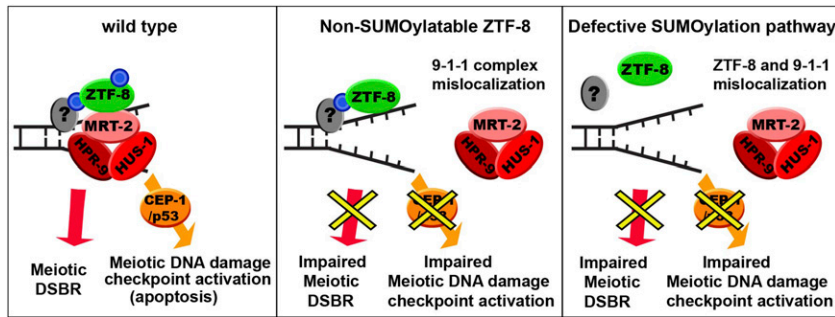 wild type
?
ZTF-8
MRT-2
HPR-9
HUS-1
CEP-1
/p53
Meiotic
DSBR
Meiotic DNA damage
checkpoint activation
(apoptosis)
Non-SUMOylatable ZTF-8
9-1-1 complex
mislocalization
?
ZTF-8
MRT-2
HPR-9
HUS-1
Impaired
Meiotic
DSBR
Impaired
Meiotic DNA damage
checkpoint activation
Defective SUMOylation pathway
ZTF-8
?
ZTF-8 and 9-1-1
mislocalization
MRT-2
HPR-9
HUS-1
Impaired
Meiotic
DSBR
Impaired
Meiotic DNA damage
checkpoint activation